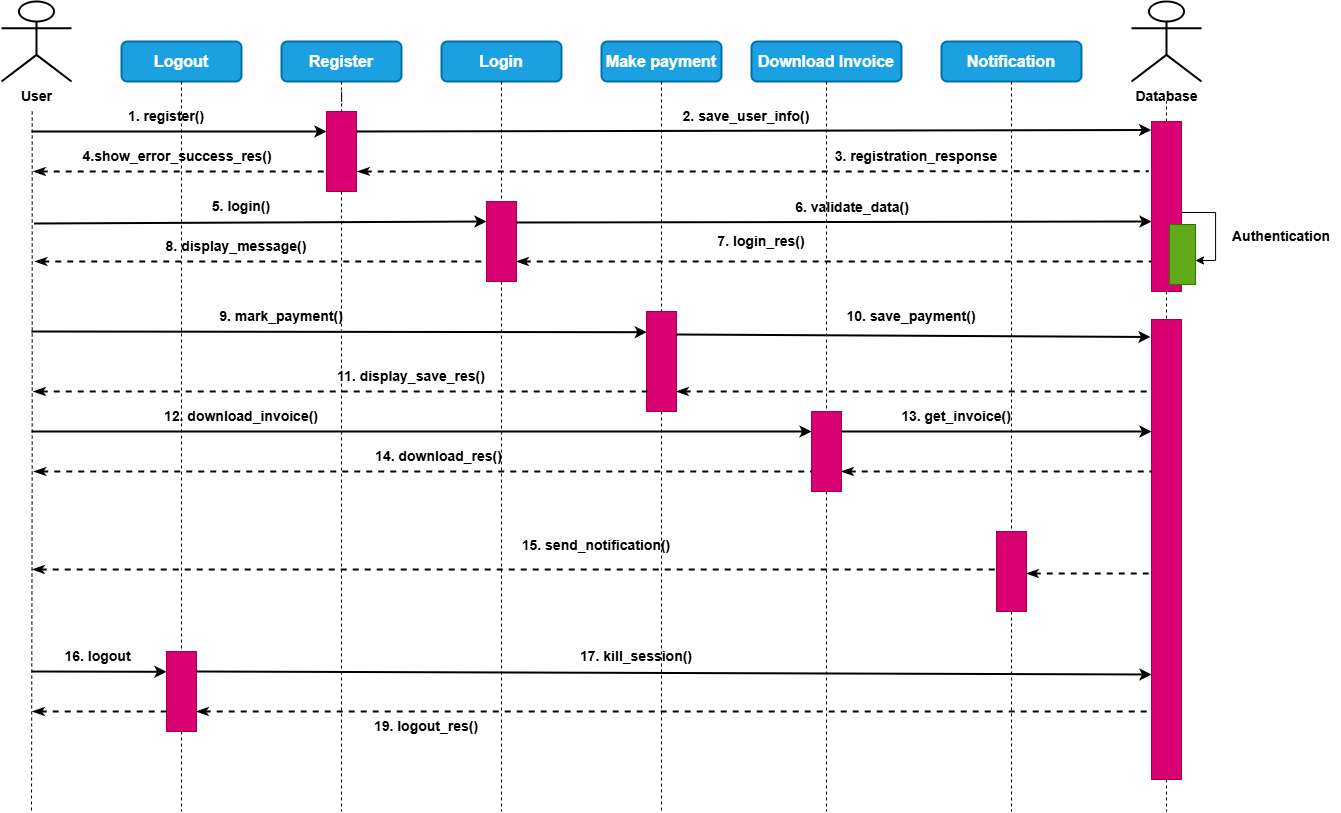 User
Logout
Register
Login
Make payment
Download Invoice
Notification
Database
1. register()
2. save_user_info()
4.show_error_success_res()
3. registration_response
5. login()
6. validate_data()
8. display_message()
7. login_res()
Authentication
9. mark_payment()
10. save_payment()
11. display_save_res()
12. download_invoice()
13. get_invoice()
14. download_res()
15. send_notification()
16. logout
17. kill_session()
19. logout_res()